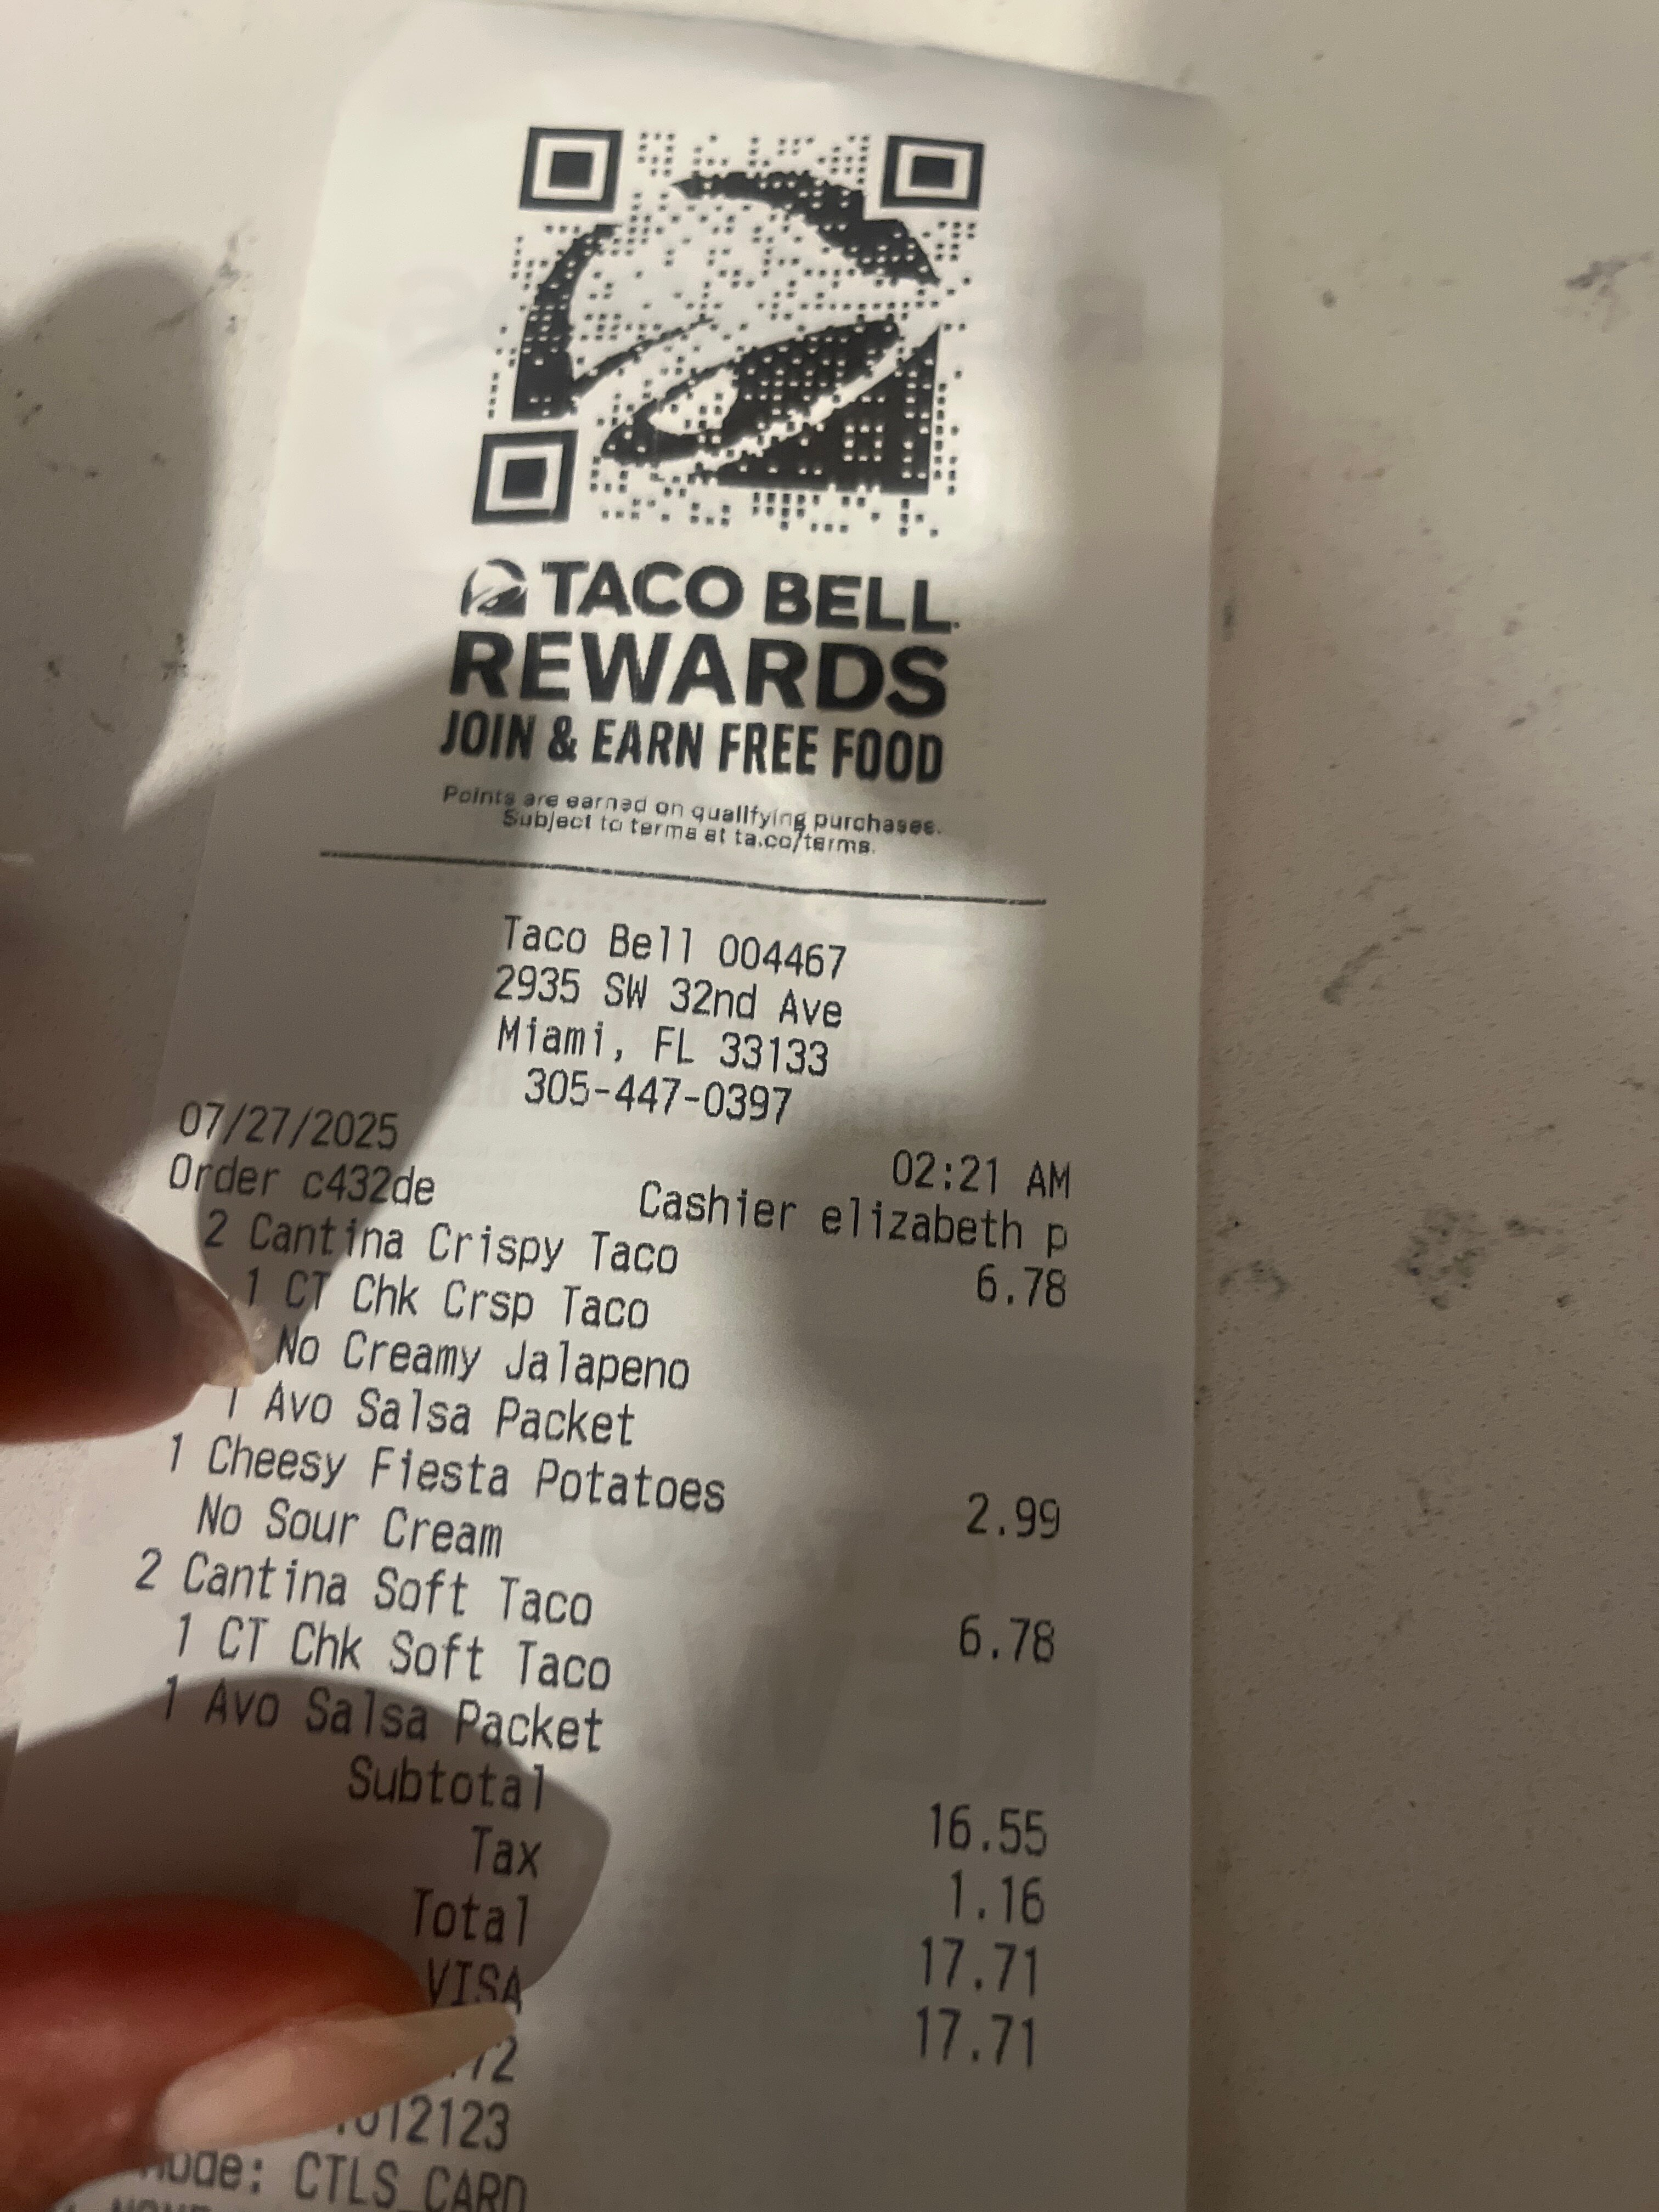 TACO BELL
REWARDS
JOIN & EARN FREE FOOD
Points are earned on qualifying purchases.
Subject to terms at ta.co/terms.
Taco Bell 004467
2935 SW 32nd Ave
Miami, FL 33133
305-447-0397
07/27/2025 02:21 AM
Order c432de Cashier elizabeth p
2 Cantina Crispy Taco 6.78
1 CT Chk Crsp Taco
No Creamy Jalapeno
1 Avo Salsa Packet
1 Cheesy Fiesta Potatoes 2.99
No Sour Cream
2 Cantina Soft Taco 6.78
1 CT Chk Soft Taco
1 Avo Salsa Packet
Subtotal 16.55
Tax 1.16
Total 17.71
VISA 17.71
12123
CTLS_CARD